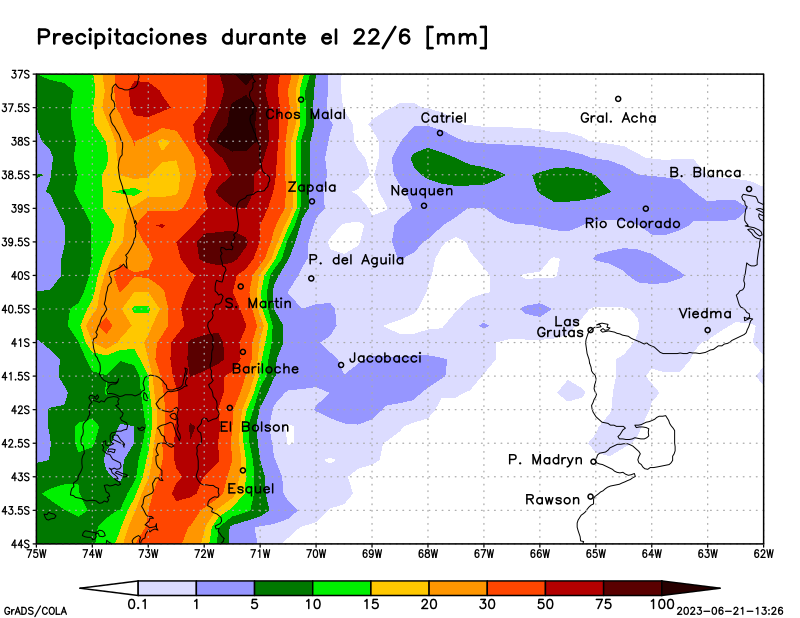 Precipitaciones durante el 22/6 [mm]
37S
37.5S
38S
38.5S
39S
39.5S
40S
40.5S
41S
41.5S
42S
42.5S
43S
43.5S
44S
Chos Malal
Catriel
Gral. Acha
B. Blanca
Zapala
Neuquen
Rio Colorado
P. del Aguila
S. Martin
Viedma
Las
Grutas
Jacobacci
Bariloche
El Bolson
P. Madryn
Esquel
Rawson
75W 74W 73W 72W 71W 70W 69W 68W 67W 66W 65W 64W 63W 62W
0.1 1 5 10 15 20 30 50 75 100
GrADS/COLA
2023-06-21-13:26